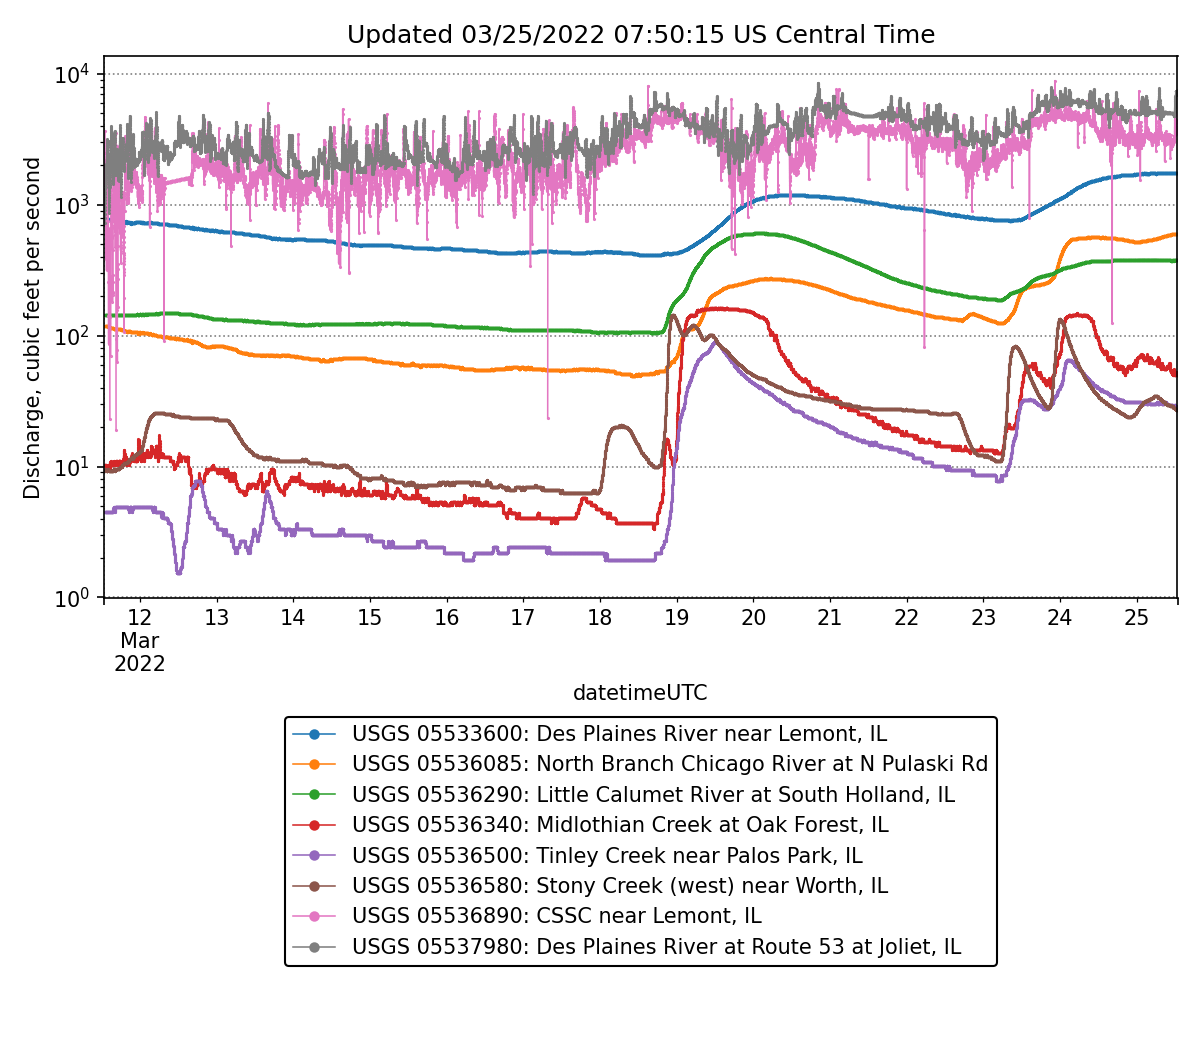 Updated 03/25/2022 07:50:15 US Central Time
Discharge, cubic feet per second
10⁴
10³
10²
10¹
10⁰
12 13 14 15 16 17 18 19 20 21 22 23 24 25
Mar
2022
datetimeUTC
USGS 05533600: Des Plaines River near Lemont, IL
USGS 05536085: North Branch Chicago River at N Pulaski Rd
USGS 05536290: Little Calumet River at South Holland, IL
USGS 05536340: Midlothian Creek at Oak Forest, IL
USGS 05536500: Tinley Creek near Palos Park, IL
USGS 05536580: Stony Creek (west) near Worth, IL
USGS 05536890: CSSC near Lemont, IL
USGS 05537980: Des Plaines River at Route 53 at Joliet, IL